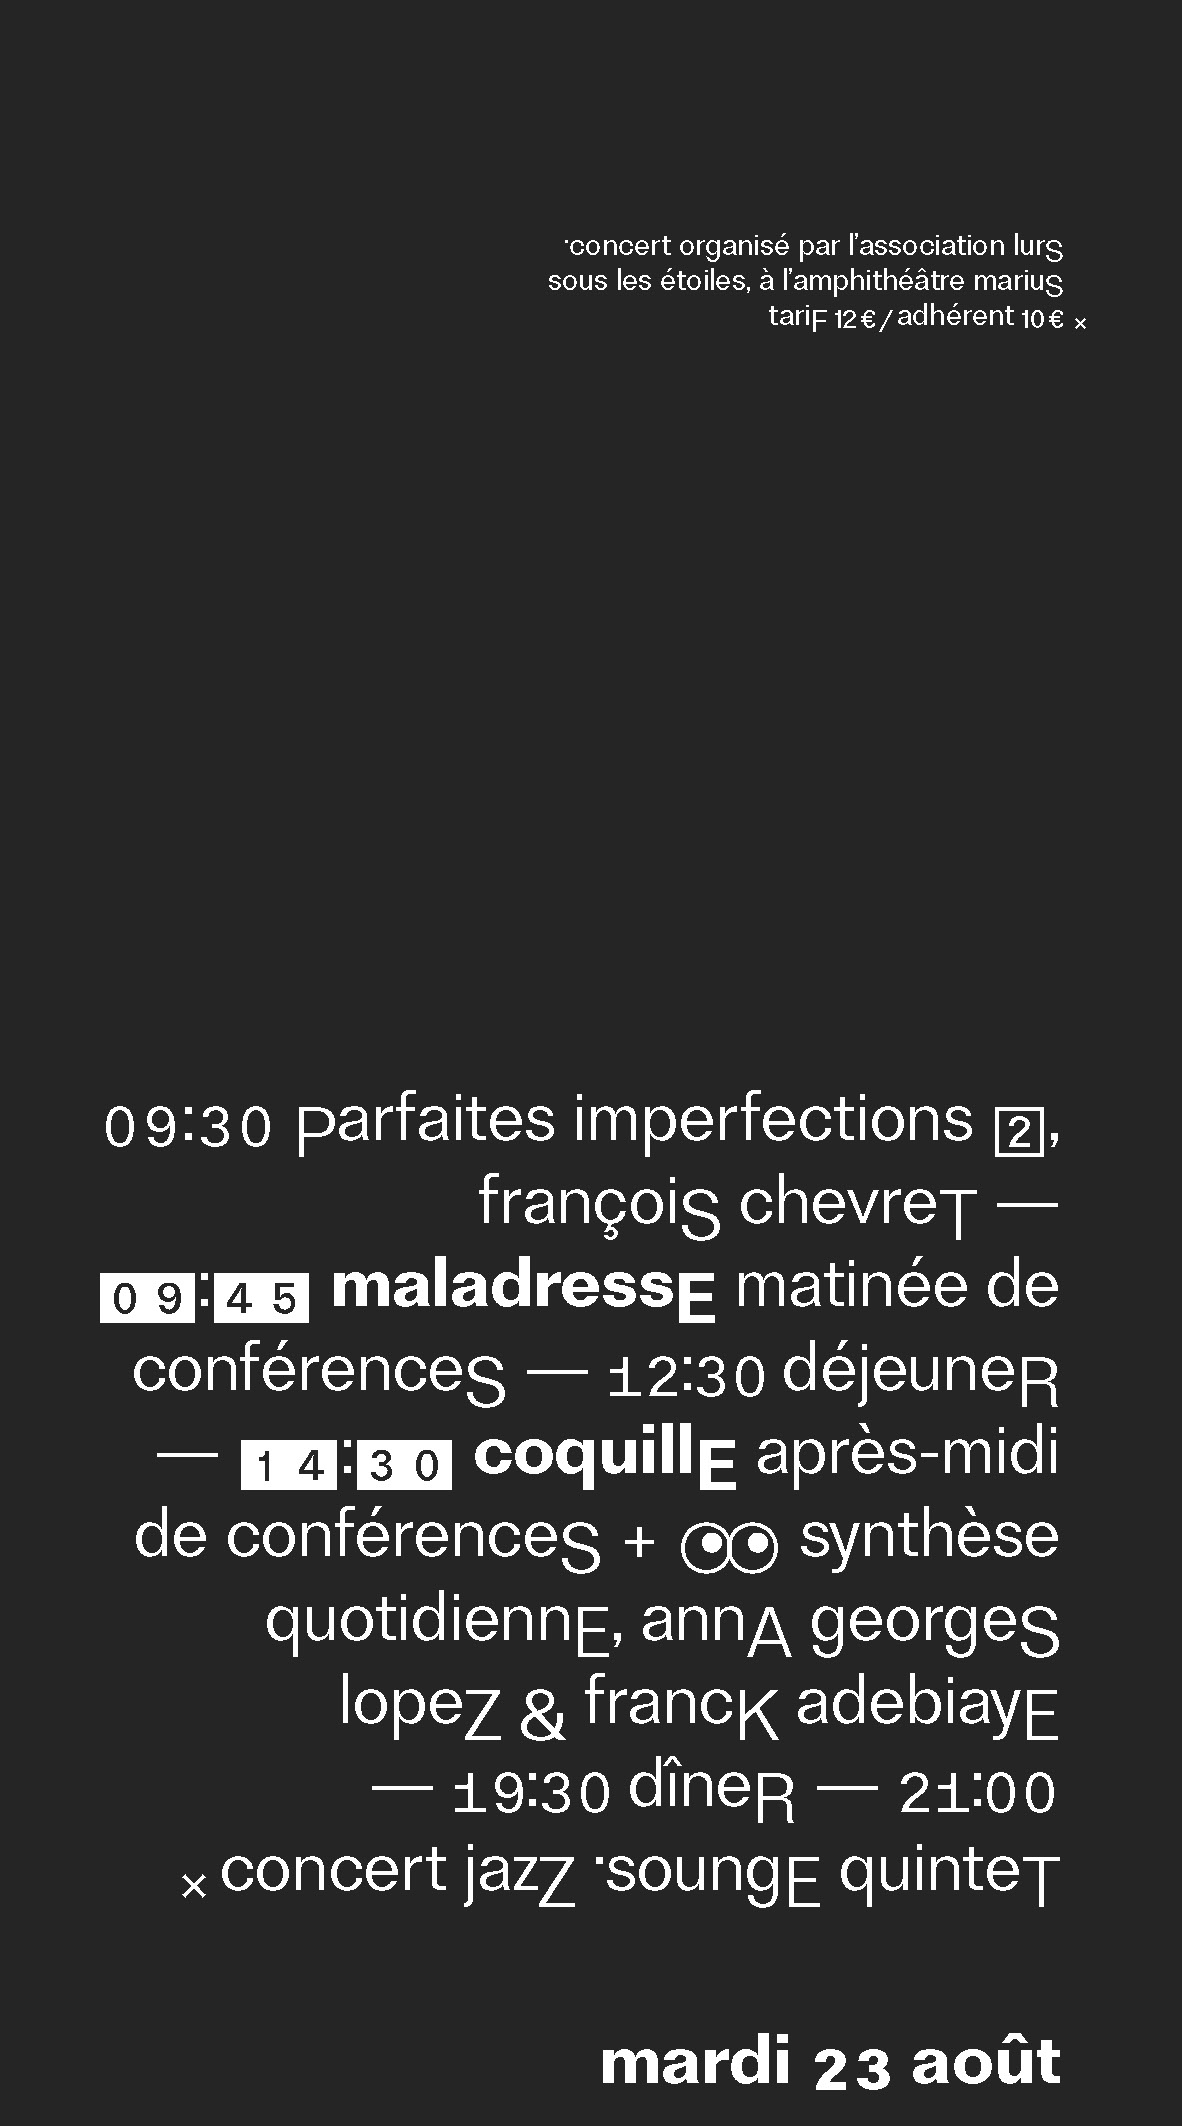 ·concert organisé par l’association lurS
sous les étoiles, à l’amphithéâtre mariuS
tariF 12 € / adhérent 10 € ×
09:30 Parfaites imperfections 2,
françoiS chevreT —
09:45 maladressE matinée de
conférenceS — 12:30 déjeuneR
— 14:30 coquillE après-midi
de conférenceS + 👀 synthèse
quotidiennE, annA georgeS
lopeZ & francK adebiayE
— 19:30 dîneR — 21:00
× concert jazZ ·soungE quinteT
mardi 23 août